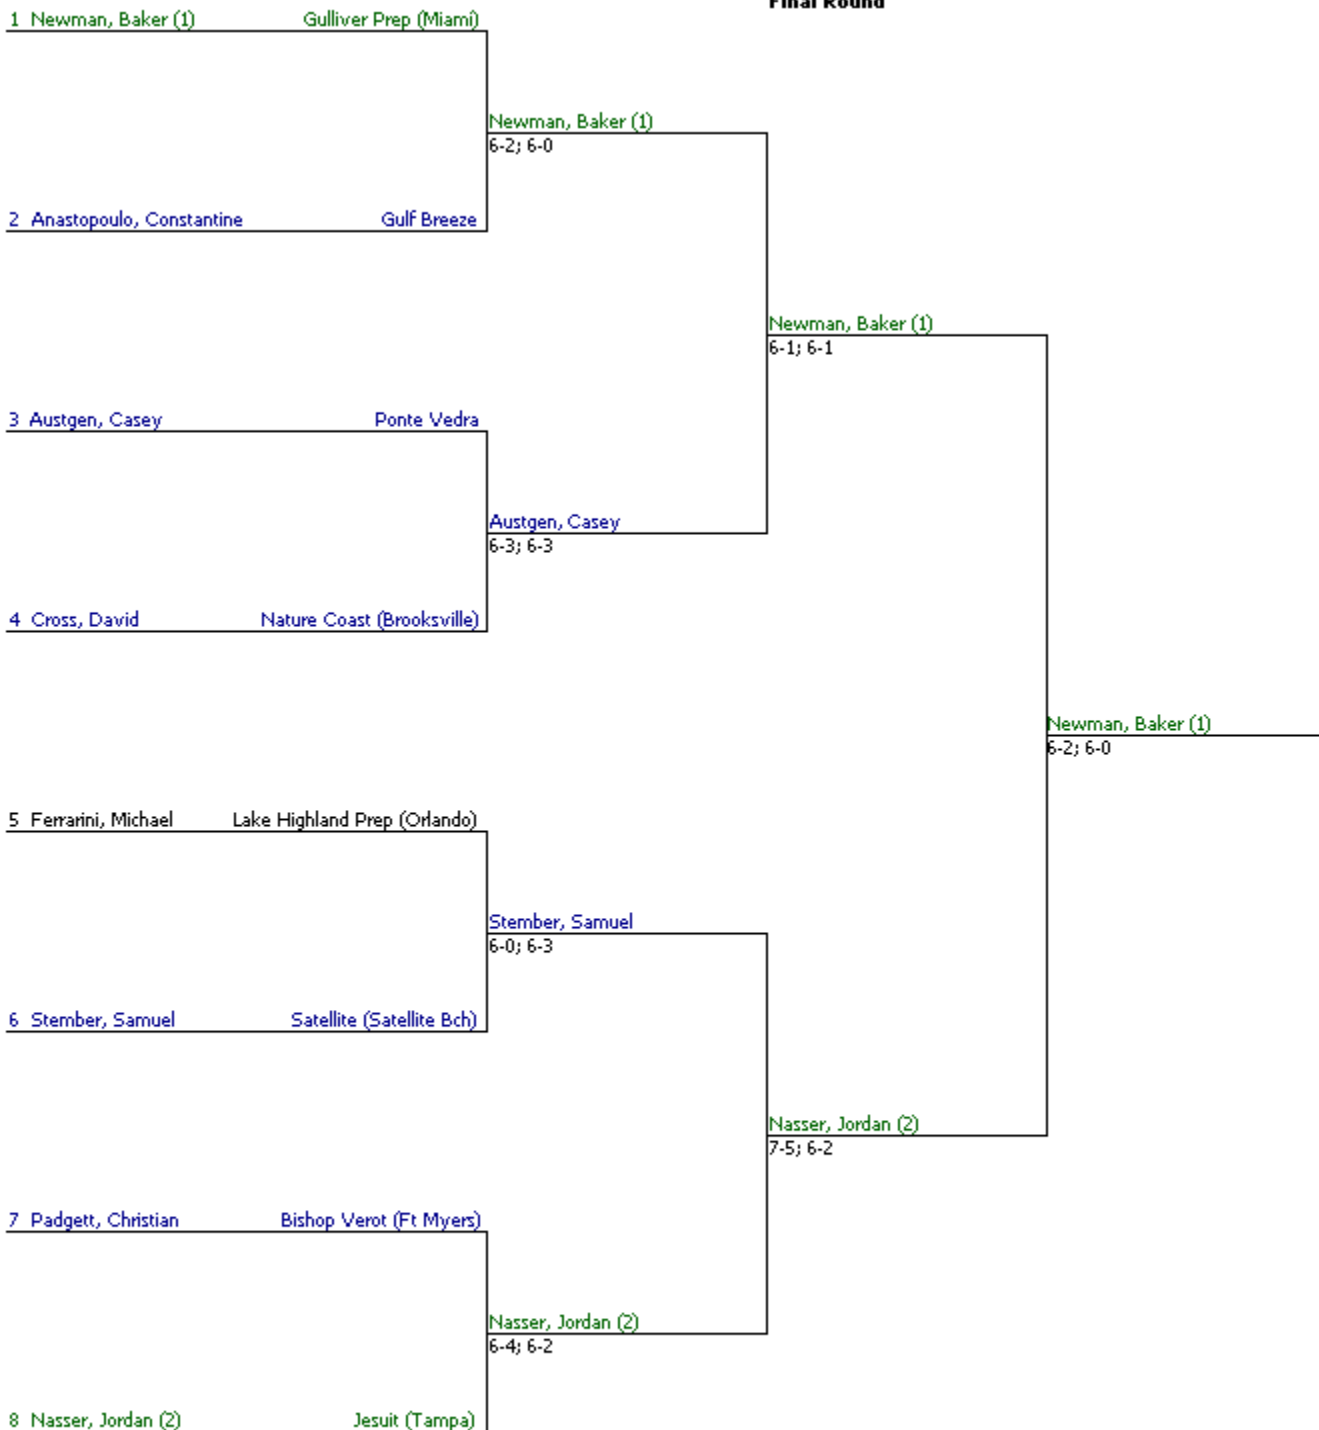 Final Round
1 Newman, Baker (1) Gulliver Prep (Miami)
Newman, Baker (1)
6-2; 6-0
2 Anastopoulo, Constantine Gulf Breeze
Newman, Baker (1)
6-1; 6-1
3 Austgen, Casey Ponte Vedra
Austgen, Casey
6-3; 6-3
4 Cross, David Nature Coast (Brooksville)
Newman, Baker (1)
6-2; 6-0
5 Ferrarini, Michael Lake Highland Prep (Orlando)
Stember, Samuel
6-0; 6-3
6 Stember, Samuel Satellite (Satellite Bch)
Nasser, Jordan (2)
7-5; 6-2
7 Padgett, Christian Bishop Verot (Ft Myers)
Nasser, Jordan (2)
6-4; 6-2
8 Nasser, Jordan (2) Jesuit (Tampa)